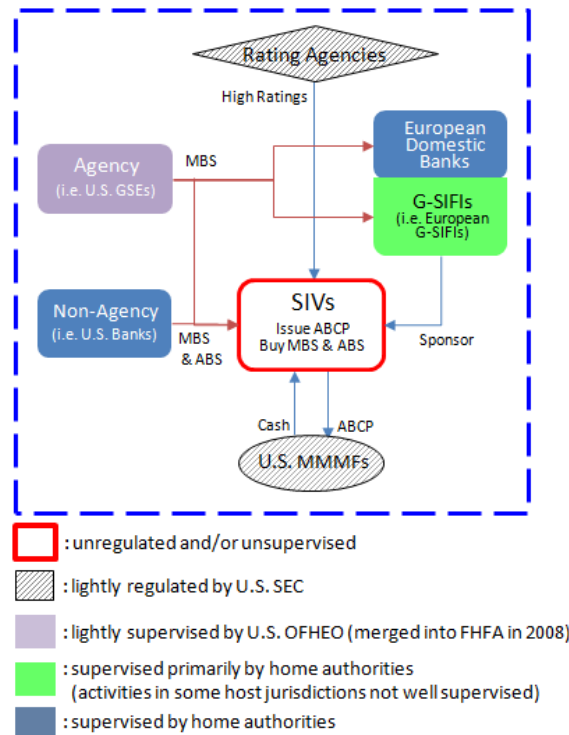 Rating Agencies
High Ratings
European
Domestic
Banks
Agency
(i.e. U.S. GSEs)
MBS
G-SIFIs
(i.e. European
G-SIFIs)
SIVs
Issue ABCP
Buy MBS & ABS
Non-Agency
(i.e. U.S. Banks)
MBS
& ABS
Sponsor
Cash
ABCP
U.S. MMMFs
: unregulated and/or unsupervised
: lightly regulated by U.S. SEC
: lightly supervised by U.S. OFHEO (merged into FHFA in 2008)
: supervised primarily by home authorities
(activities in some host jurisdictions not well supervised)
: supervised by home authorities